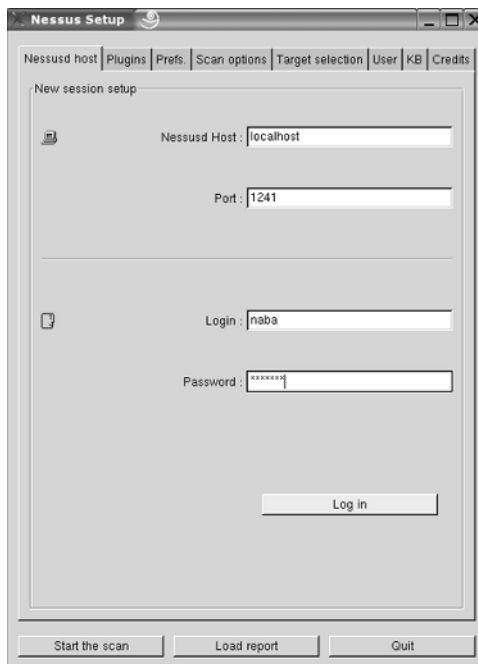 Nessus Setup
Nessusd host Plugins Prefs. Scan options Target selection User KB Credits
New session setup
Nessusd Host : localhost
Port : 1241
Login : naba
Password : *******
Log in
Start the scan Load report Quit